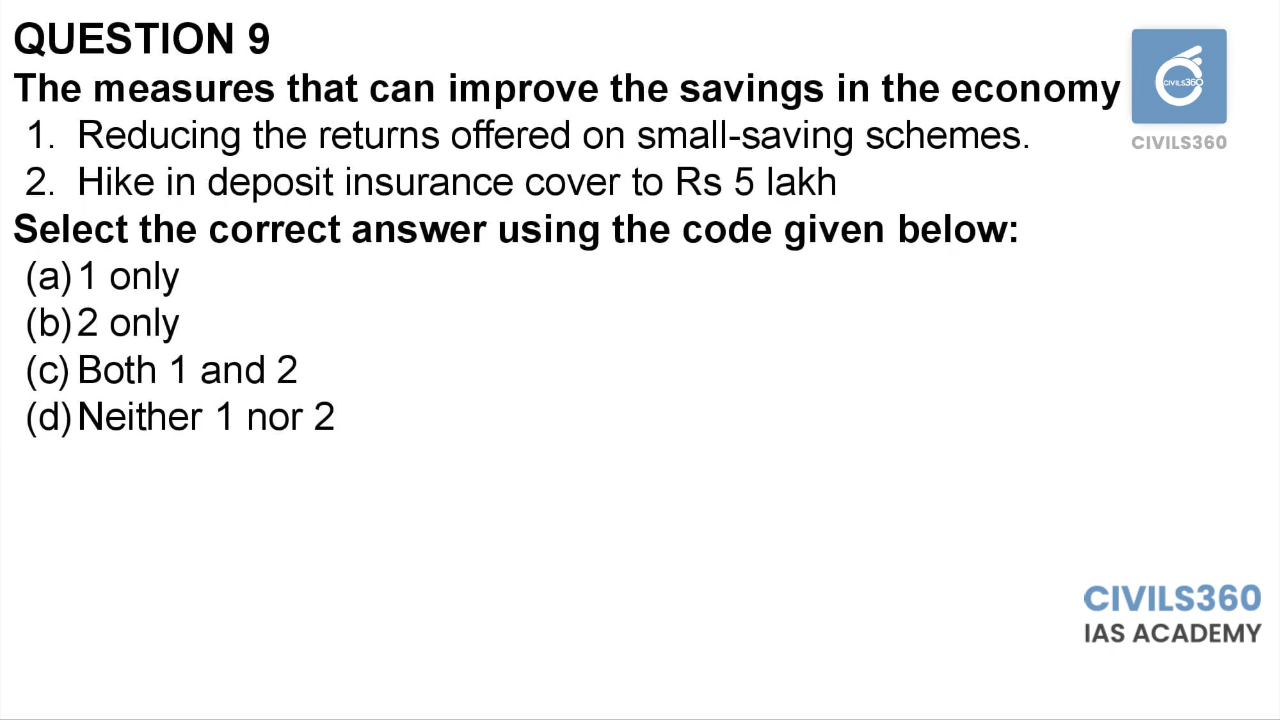 QUESTION 9
The measures that can improve the savings in the economy
1. Reducing the returns offered on small-saving schemes.
2. Hike in deposit insurance cover to Rs 5 lakh
Select the correct answer using the code given below:
(a) 1 only
(b) 2 only
(c) Both 1 and 2
(d) Neither 1 nor 2
CIVILS360
CIVILS360
CIVILS360
IAS ACADEMY